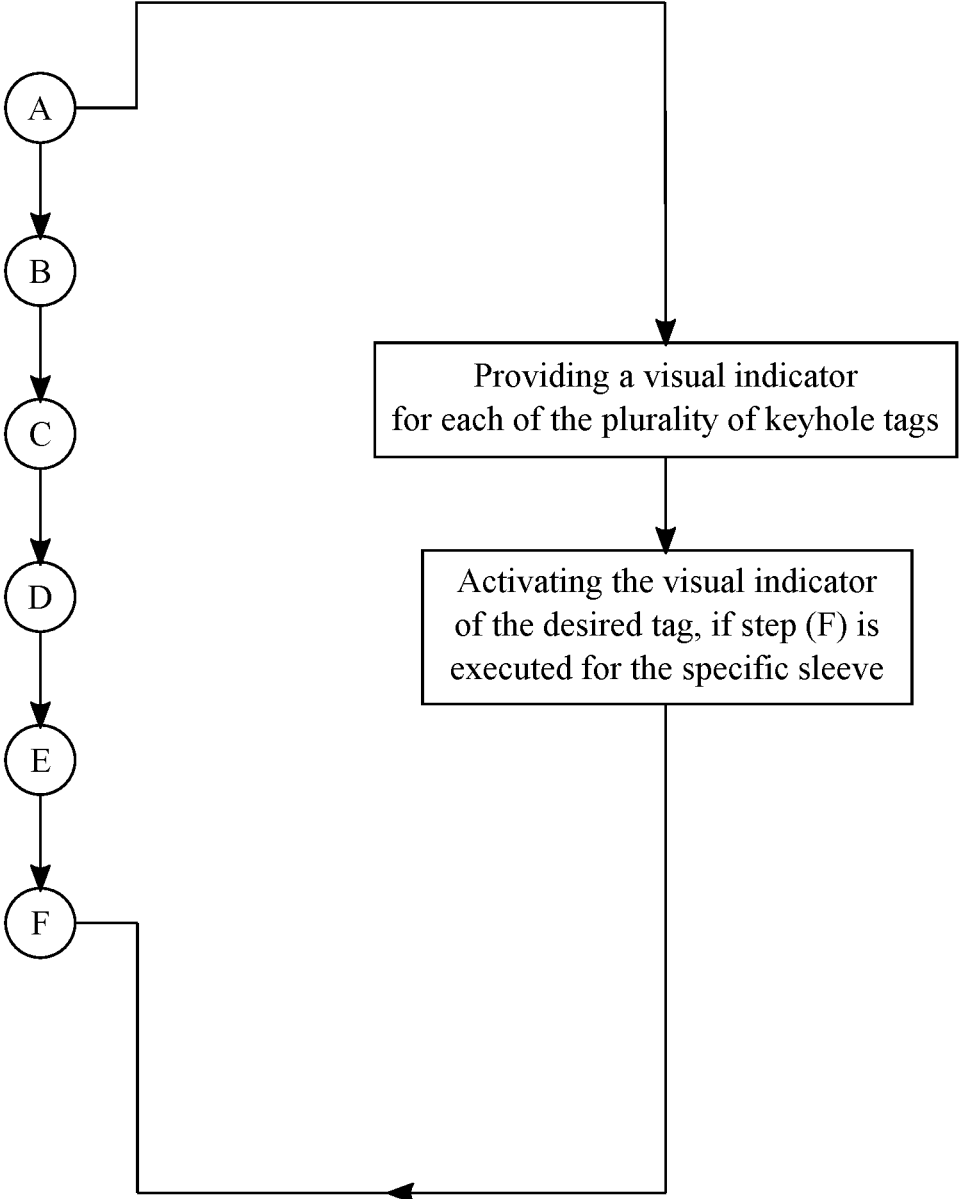 A
B
C
D
E
F
Providing a visual indicator
for each of the plurality of keyhole tags
Activating the visual indicator
of the desired tag, if step (F) is
executed for the specific sleeve